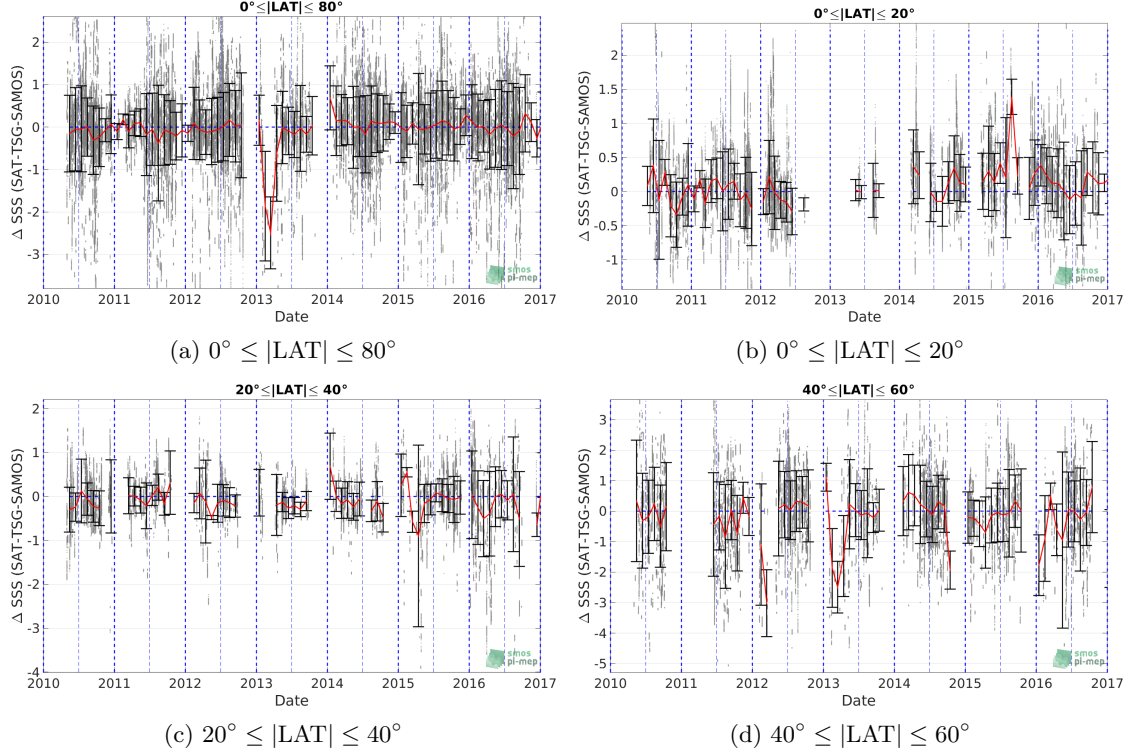 0°≤|LAT|≤ 80°
Δ SSS (SAT-TSG-SAMOS)
2
1
0
-1
-2
-3
2010 2011 2012 2013 2014 2015 2016 2017
Date
smos
pi-mep
(a) 0° ≤ |LAT| ≤ 80°
0°≤|LAT|≤ 20°
Δ SSS (SAT-TSG-SAMOS)
2
1.5
1
0.5
0
-0.5
-1
2010 2011 2012 2013 2014 2015 2016 2017
Date
smos
pi-mep
(b) 0° ≤ |LAT| ≤ 20°
20°≤|LAT|≤ 40°
Δ SSS (SAT-TSG-SAMOS)
2
1
0
-1
-2
-3
-4
2010 2011 2012 2013 2014 2015 2016 2017
Date
smos
pi-mep
(c) 20° ≤ |LAT| ≤ 40°
40°≤|LAT|≤ 60°
Δ SSS (SAT-TSG-SAMOS)
3
2
1
0
-1
-2
-3
-4
-5
2010 2011 2012 2013 2014 2015 2016 2017
Date
smos
pi-mep
(d) 40° ≤ |LAT| ≤ 60°